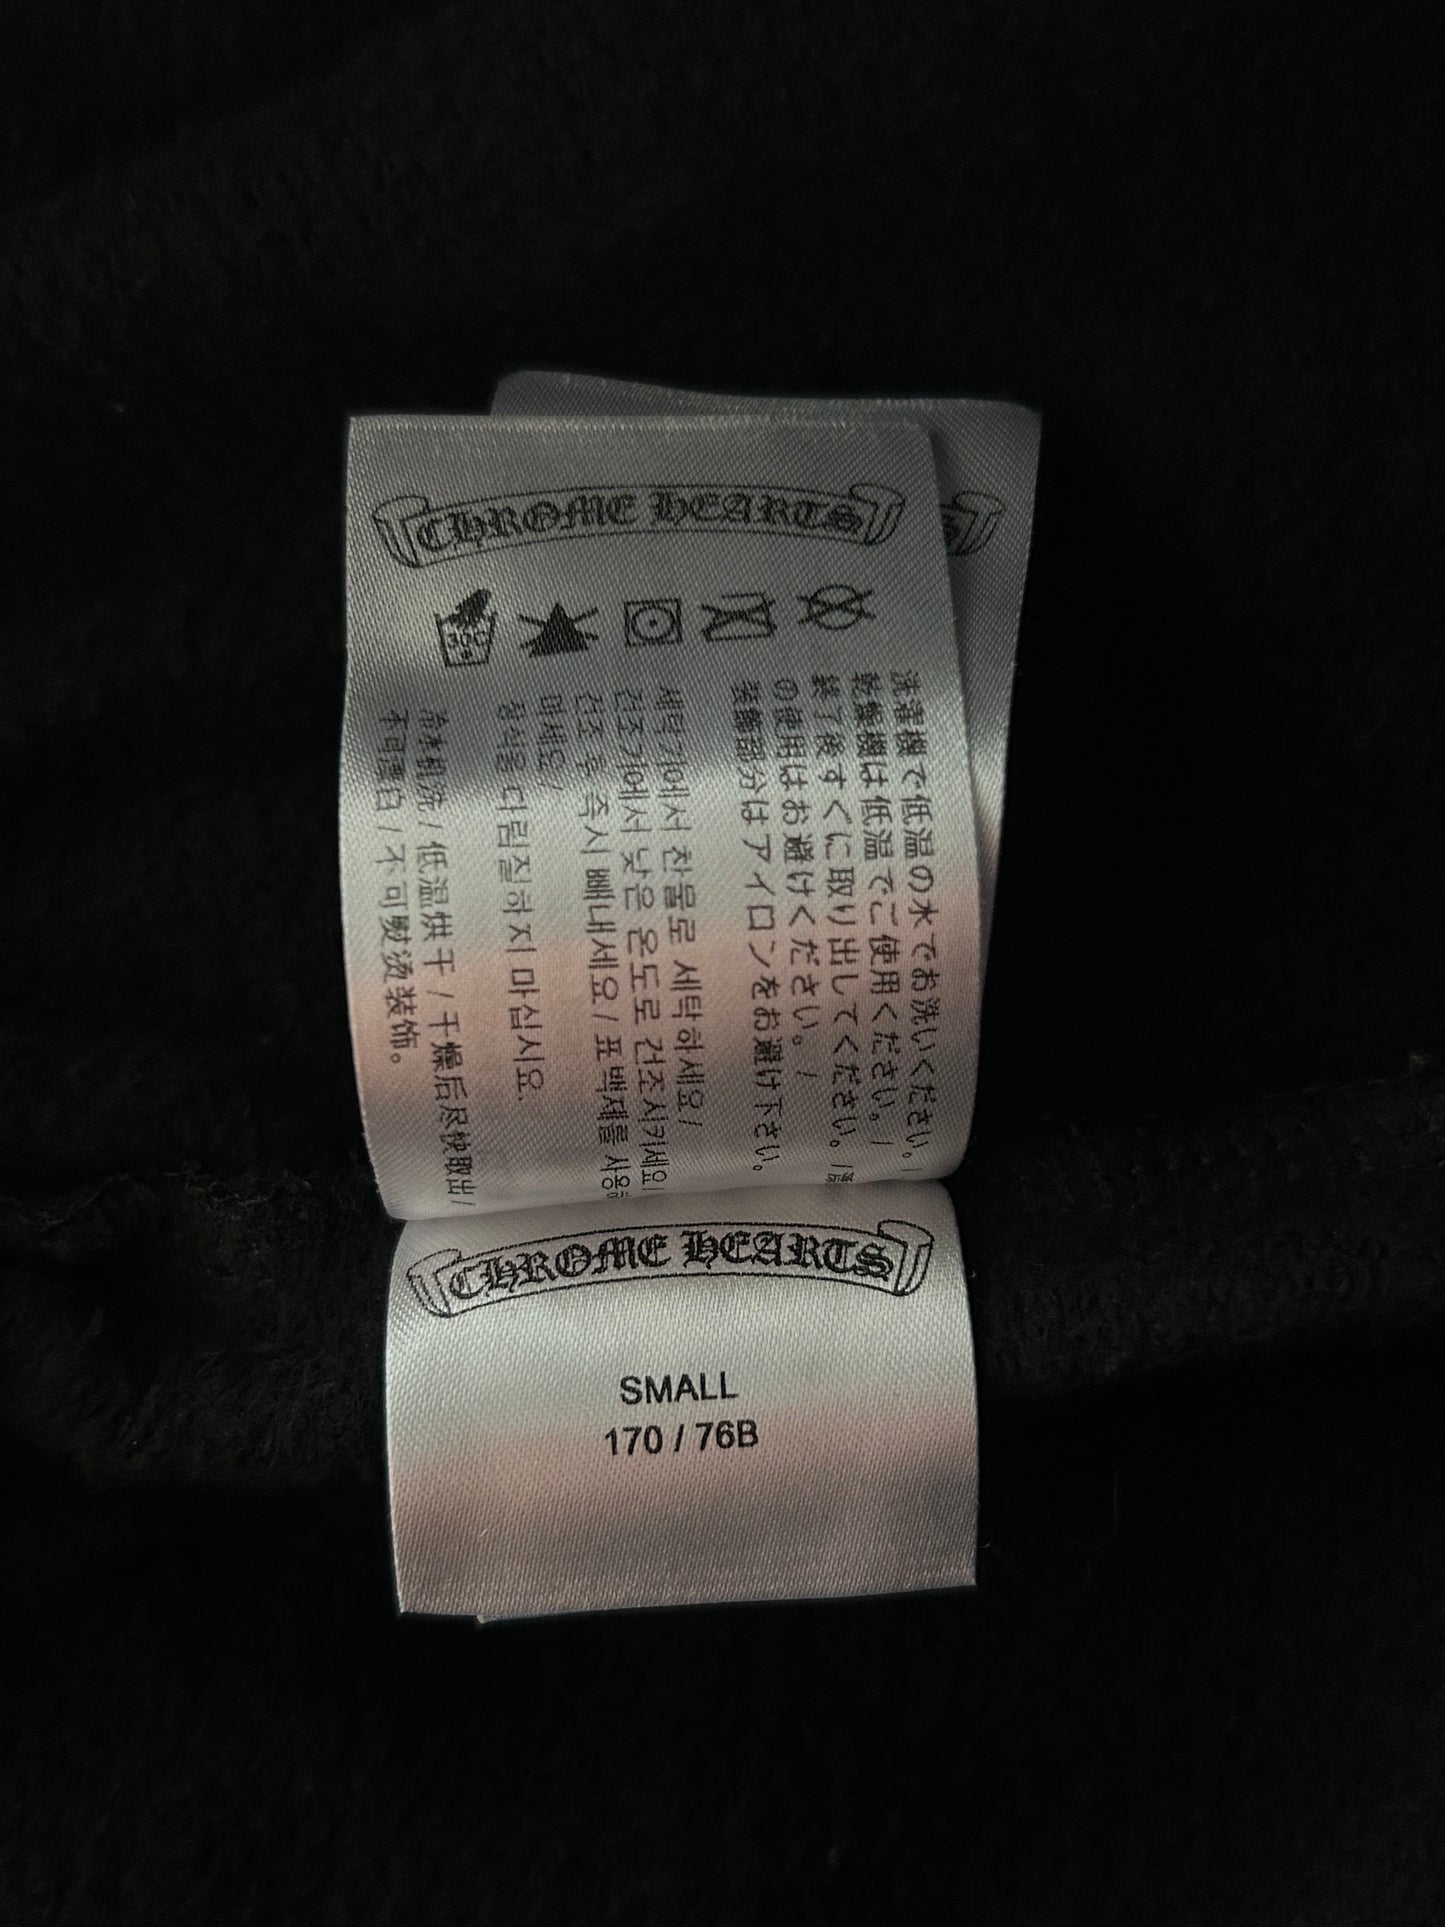 CHROME HEARTS
S
30C
洗濯機で低温の水でお洗いください。/
乾燥機は低温でご使用ください。/
終了後すぐに取り出してください。/漂
の使用はお避けください。/
装飾部分はアイロンをお避け下さい。
세탁기에서 찬물로 세탁하세요/
건조기에서 낮은 온도로 건조시키세요/
건조 후 즉시 빼내세요/표백제를 사용하
마세요/
장식을 다림질하지 마십시요.
冷水机洗/低温烘干/干燥后尽快取出/
不可漂白/不可熨烫装饰。
CHROME HEARTS
SMALL
170 / 76B